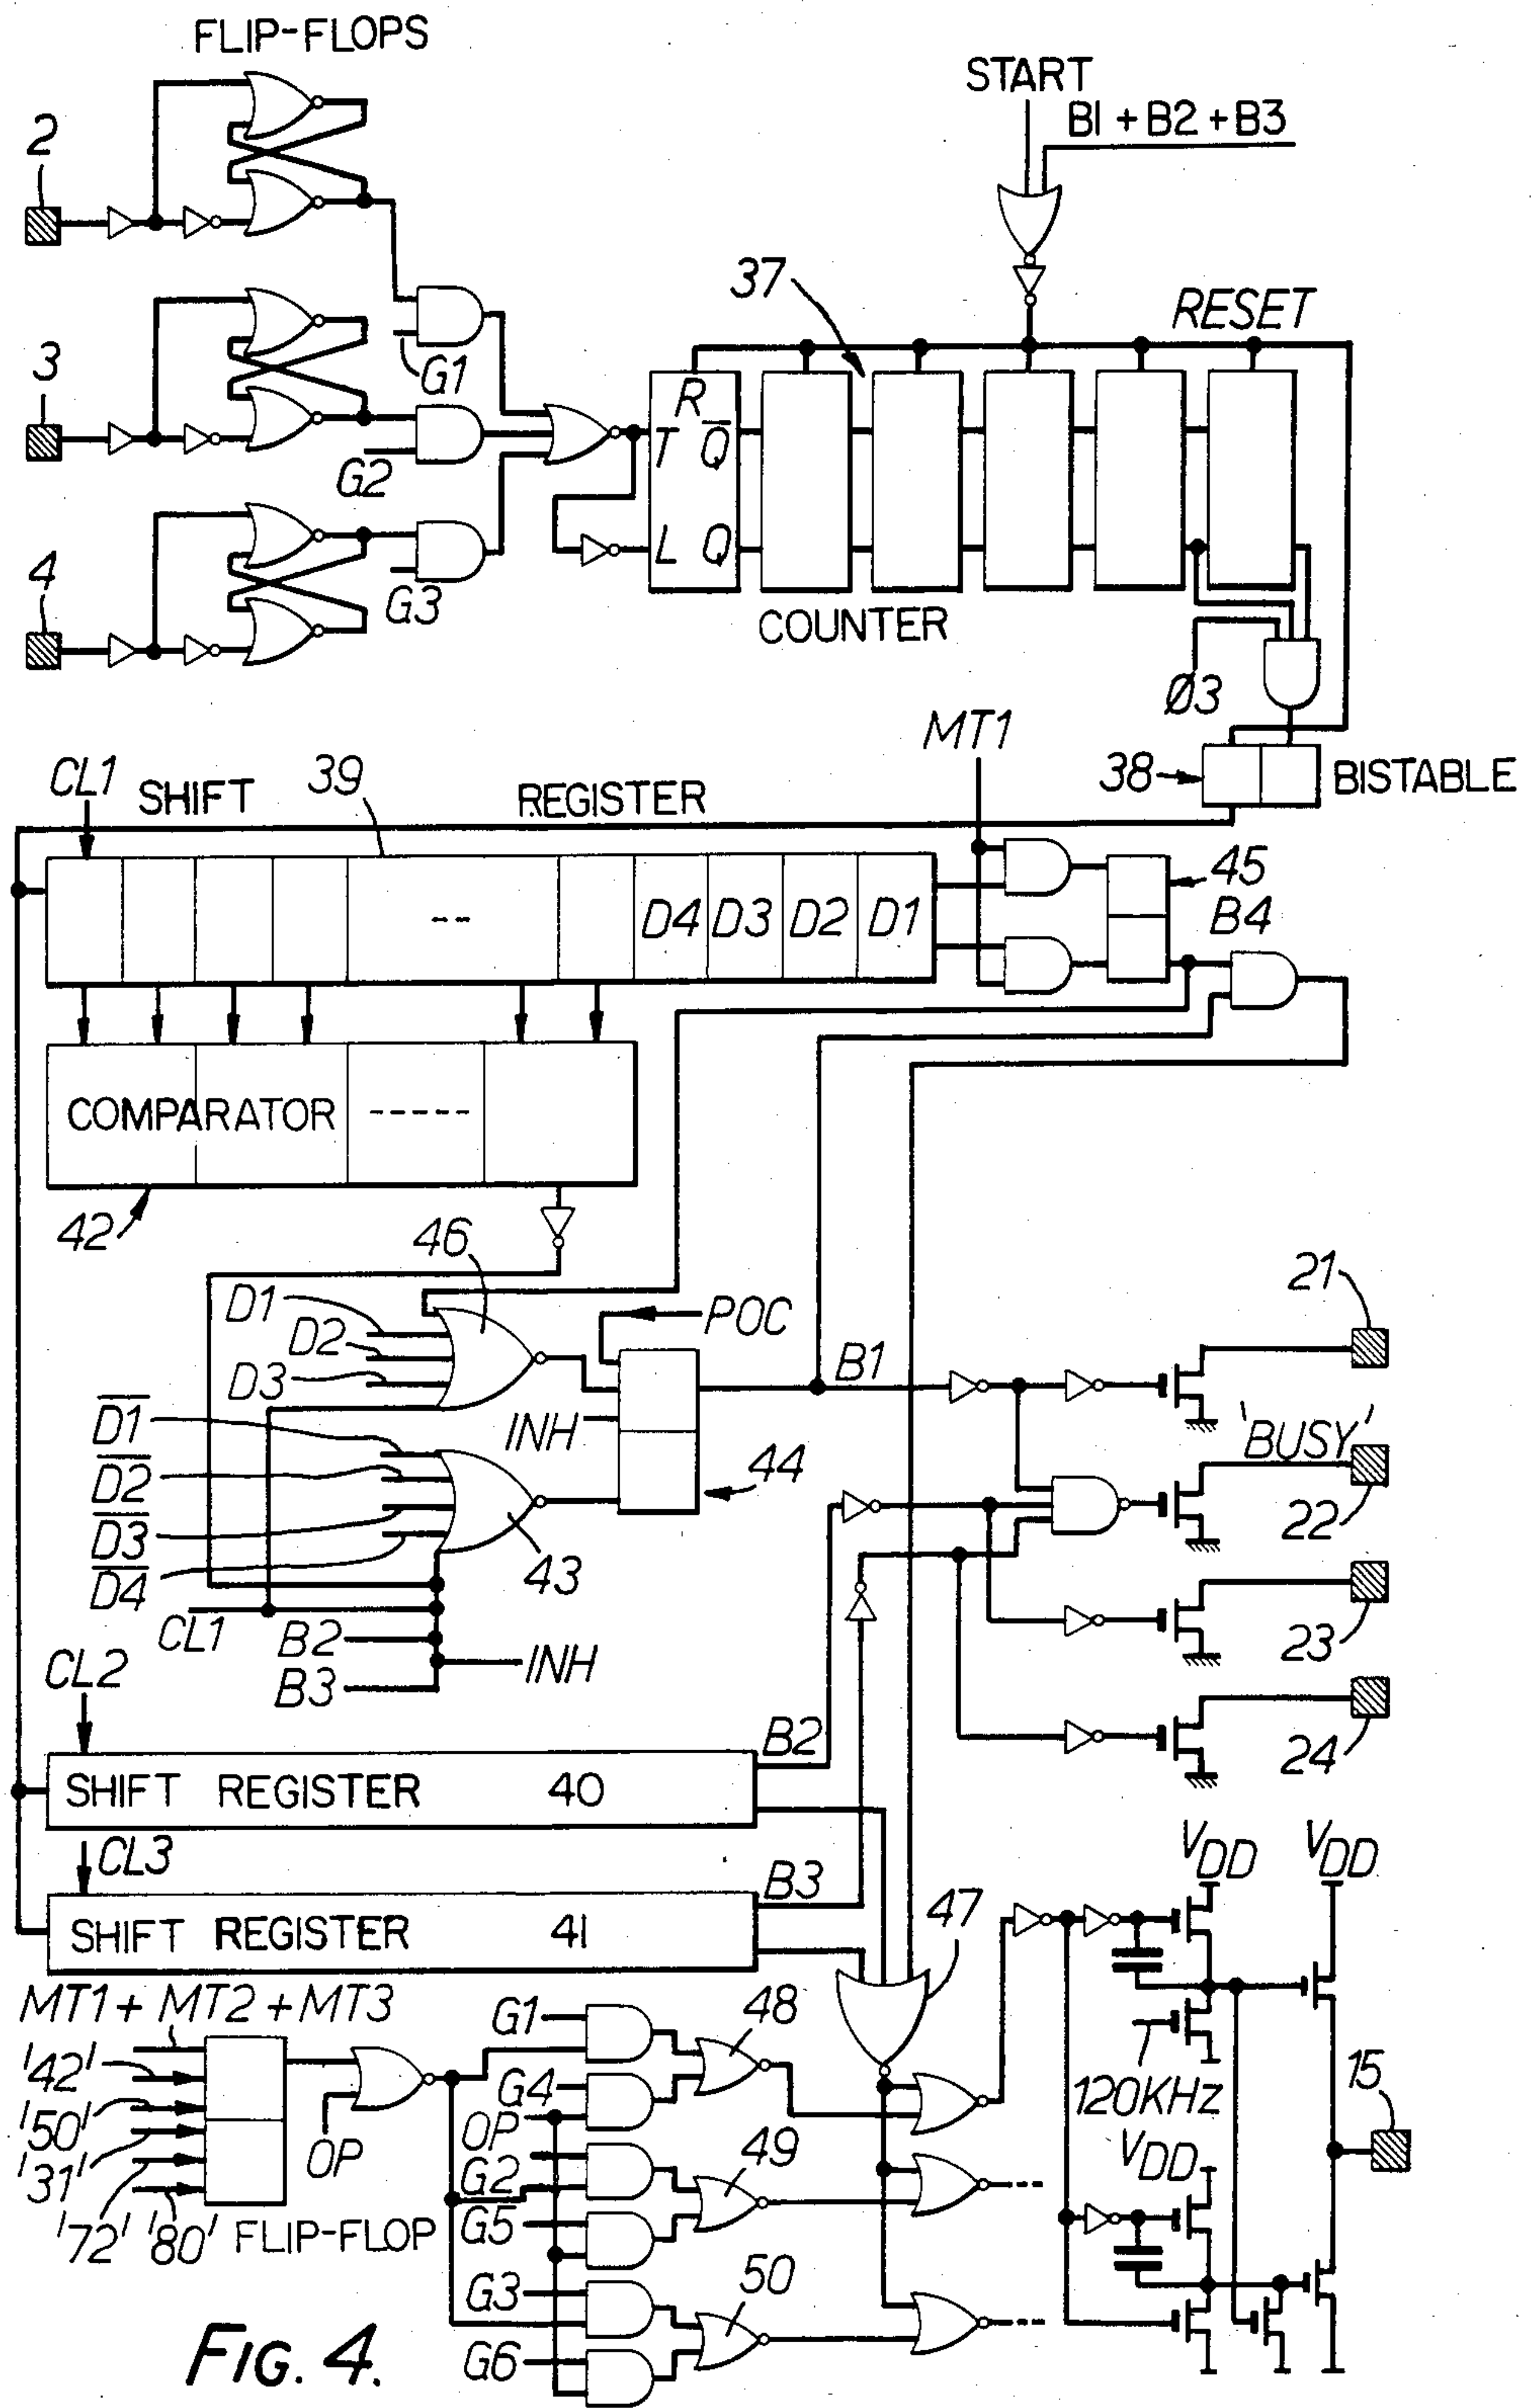 FLIP-FLOPS
START
B1 + B2 + B3
2
37
RESET
G1
R
3
T Q̅
G2
L Q
4
G3
COUNTER
Ø3
MT1
CL1
SHIFT REGISTER
39
38
BISTABLE
45
-- D4 D3 D2 D1
B4
COMPARATOR -----
42
46
21
D1
POC
D2
B1
D3
'BUSY'
D̅1̅
INH
D̅2̅
44
22
D̅3̅
43
D̅4̅
CL1
B2
INH
23
CL2
B3
B2
24
SHIFT REGISTER 40
CL3
V_DD V_DD
B3
47
SHIFT REGISTER 41
MT1 + MT2 + MT3
G1
48
'42'
G4
15
120KHz
'50'
OP
OP
49
V_DD
'31'
G2
'72' '80' FLIP-FLOP
G5
G3
50
FIG. 4.
G6